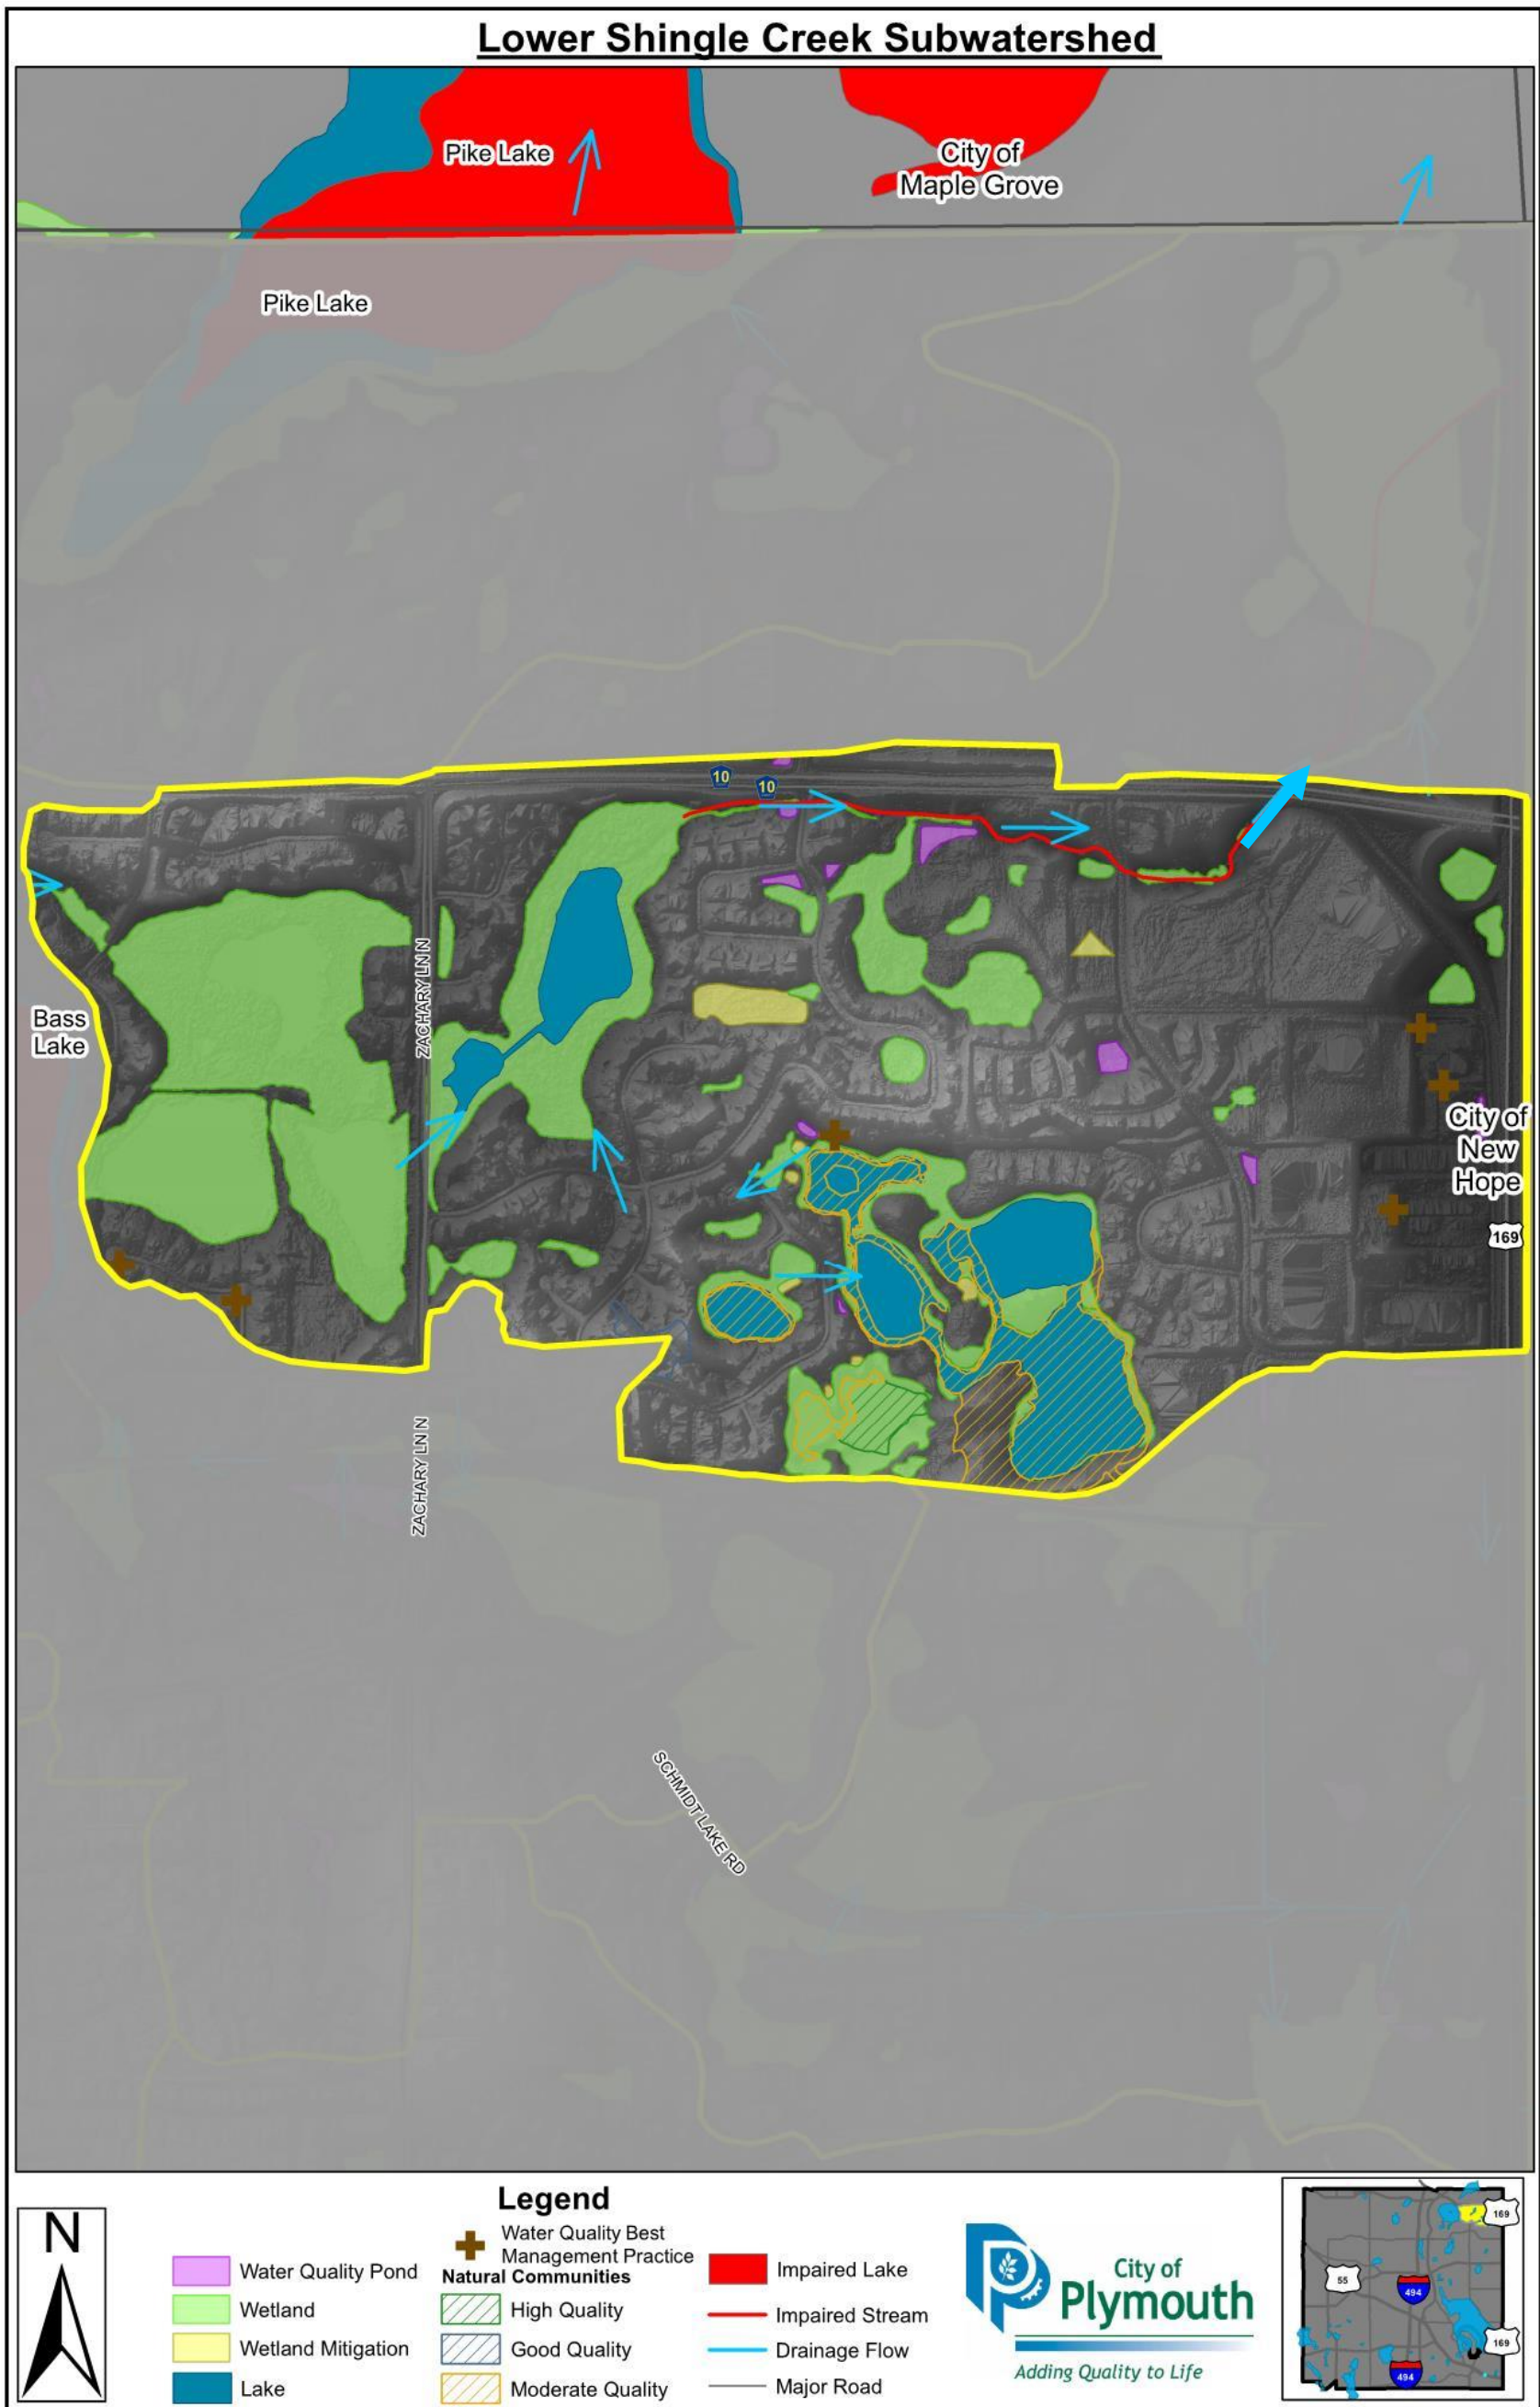 Lower Shingle Creek Subwatershed
Pike Lake
City of
Maple Grove
Pike Lake
10
10
ZACHARY LN N
Bass
Lake
City of
New
Hope
169
ZACHARY LN N
SCHMIDT LAKE RD
N
Legend
Water Quality Pond
Wetland
Wetland Mitigation
Lake
Water Quality Best
Management Practice
Natural Communities
High Quality
Good Quality
Moderate Quality
Impaired Lake
Impaired Stream
Drainage Flow
Major Road
City of
Plymouth
Adding Quality to Life
169
55
494
169
494